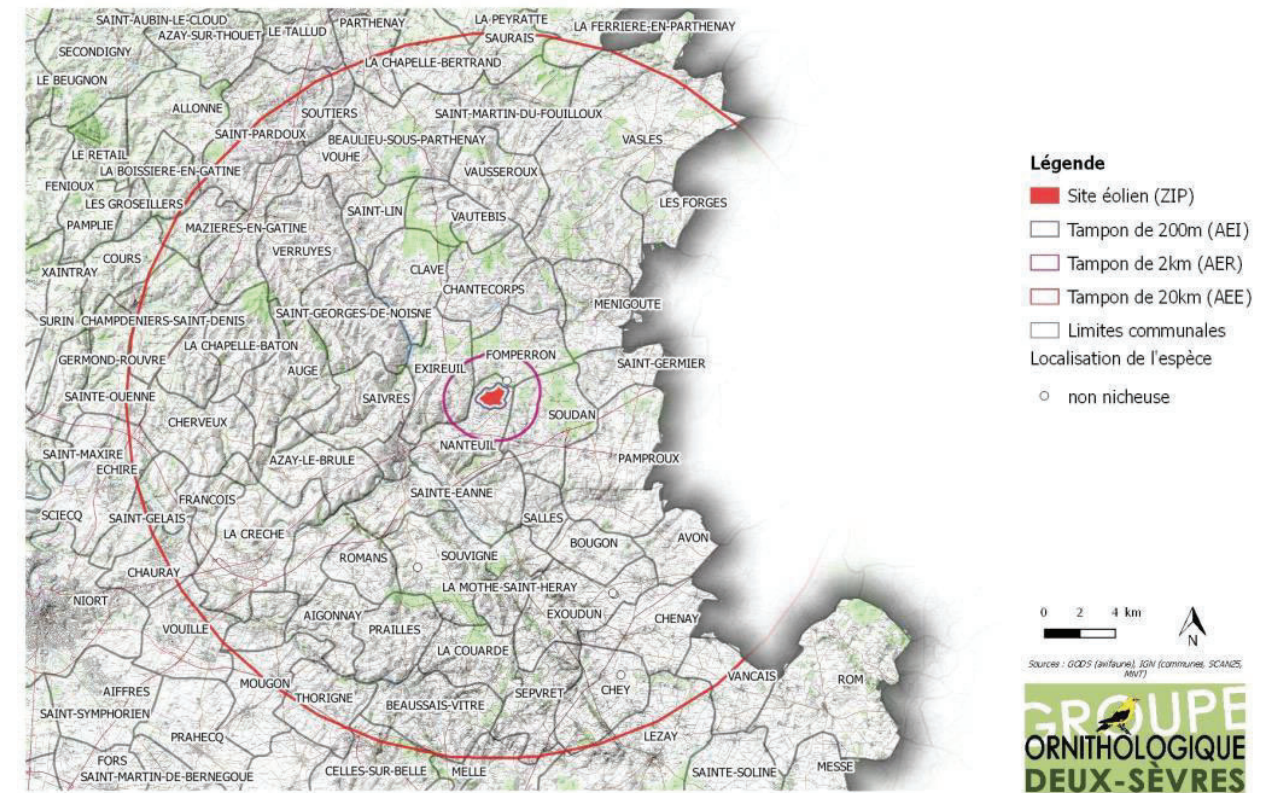 SAINT-AUBIN-LE-CLOUD
PARTHENAY
LA PEYRATTE
LA FERRIERE-EN-PARTHENAY
AZAY-SUR-THOUET
LE TALLUD
SAURAIS
SECONDIGNY
LA CHAPELLE-BERTRAND
LE BEUGNON
ALLONNE
SOUTIERS
SAINT-MARTIN-DU-FOUILLOUX
SAINT-PARDOUX
BEAULIEU-SOUS-PARTHENAY
VASLES
LE RETAIL
VOUHE
LA BOISSIERE-EN-GATINE
VAUSSEROUX
FENIOUX
LES GROSEILLERS
SAINT-LIN
VAUTEBIS
LES FORGES
PAMPLIE
MAZIERES-EN-GATINE
VERRUYES
COURS
XAINTRAY
CLAVE
CHANTECORPS
MENIGOUTE
SURIN
CHAMPDENIERS-SAINT-DENIS
SAINT-GEORGES-DE-NOISNE
LA CHAPELLE-BATON
GERMOND-ROUVRE
FOMPERRON
AUGE
EXIREUIL
SAINT-GERMIER
SAINTE-OUENNE
SAIVRES
CHERVEUX
SOUDAN
NANTEUIL
SAINT-MAXIRE
ECHIRE
AZAY-LE-BRULE
PAMPROUX
FRANCOIS
SAINTE-EANNE
SCIECQ
SAINT-GELAIS
SALLES
LA CRECHE
BOUGON
AVON
ROMANS
SOUVIGNE
CHAURAY
LA MOTHE-SAINT-HERAY
NIORT
AIGONNAY
EXOUDUN
CHENAY
VOUILLE
PRAILLES
LA COUARDE
MOUGON
VANCAIS
ROM
AIFFRES
THORIGNE
SEPVRET
CHEY
SAINT-SYMPHORIEN
BEAUSSAIS-VITRE
PRAHECQ
LEZAY
FORS
SAINT-MARTIN-DE-BERNEGOUE
CELLES-SUR-BELLE
MELLE
SAINTE-SOLINE
MESSE
Légende
Site éolien (ZIP)
Tampon de 200m (AEI)
Tampon de 2km (AER)
Tampon de 20km (AEE)
Limites communales
Localisation de l'espèce
non nicheuse
0 2 4 km
N
Sources : GODS (avifaune), IGN (communes, SCAN25, MNT)
GROUPE
ORNITHOLOGIQUE
DEUX-SÈVRES